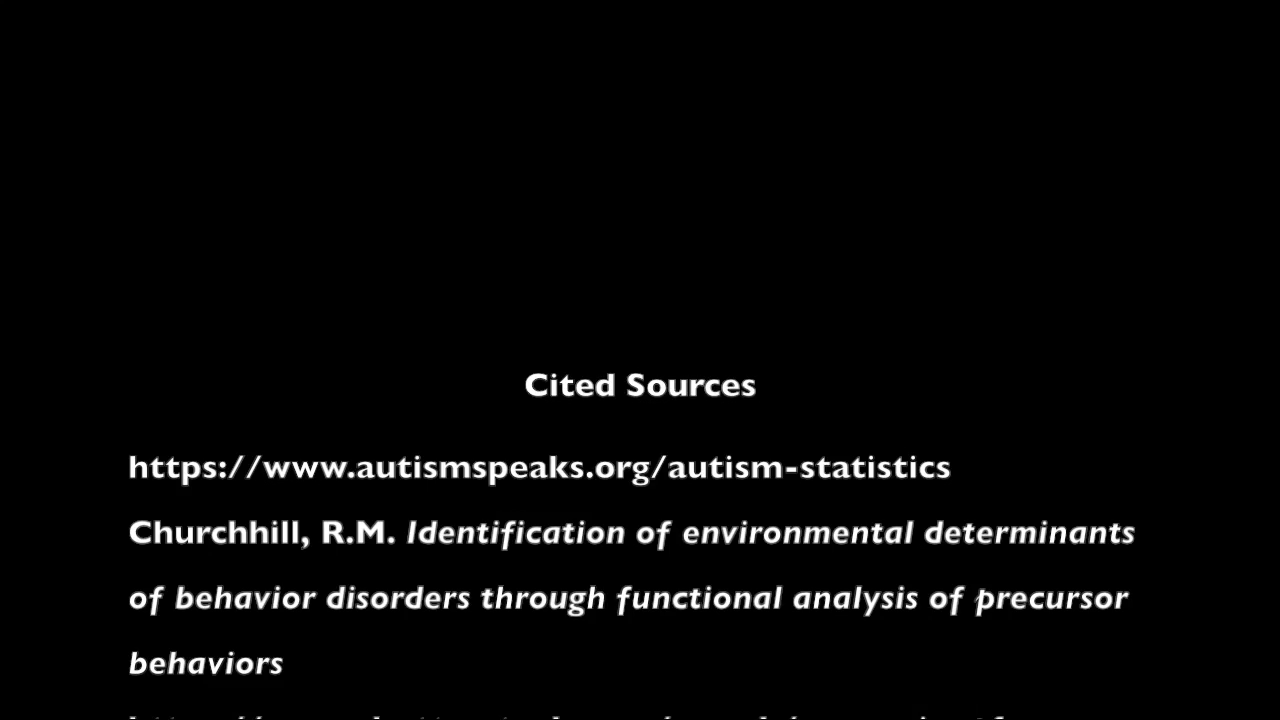 Cited Sources
https://www.autismspeaks.org/autism-statistics
Churchhill, R.M. Identification of environmental determinants
of behavior disorders through functional analysis of precursor
behaviors